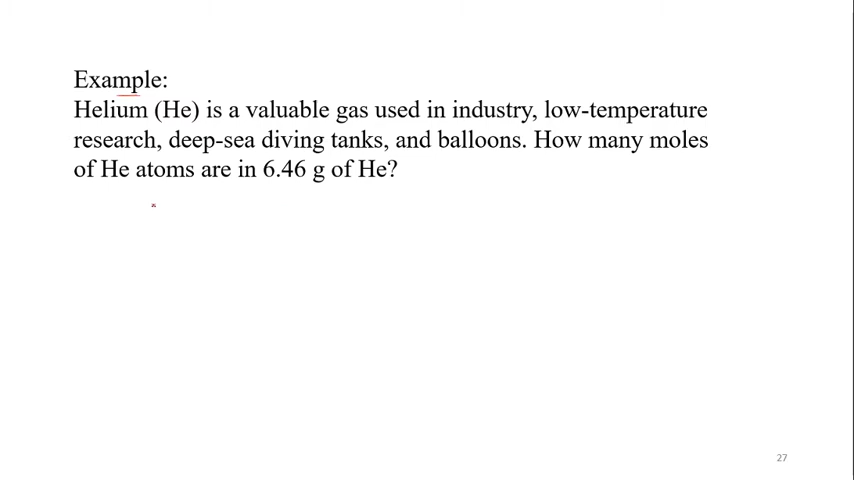 Example:
Helium (He) is a valuable gas used in industry, low-temperature
research, deep-sea diving tanks, and balloons. How many moles
of He atoms are in 6.46 g of He?
27